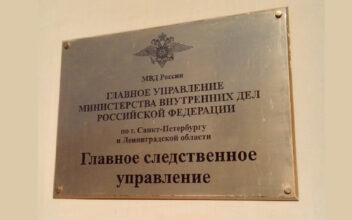 МВД России
ГЛАВНОЕ УПРАВЛЕНИЕ
МИНИСТЕРСТВА ВНУТРЕННИХ ДЕЛ
РОССИЙСКОЙ ФЕДЕРАЦИИ
по г. Санкт-Петербургу
и Ленинградской области
Главное следственное
управление